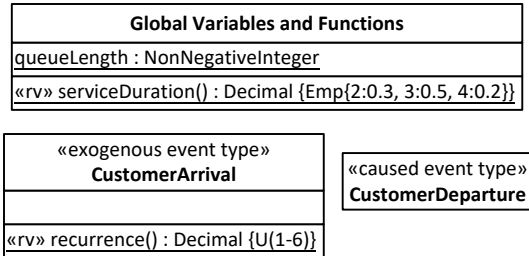 Global Variables and Functions
queueLength : NonNegativeInteger
«rv» serviceDuration() : Decimal {Emp{2:0.3, 3:0.5, 4:0.2}}
«exogenous event type»
CustomerArrival
«rv» recurrence() : Decimal {U(1-6)}
«caused event type»
CustomerDeparture